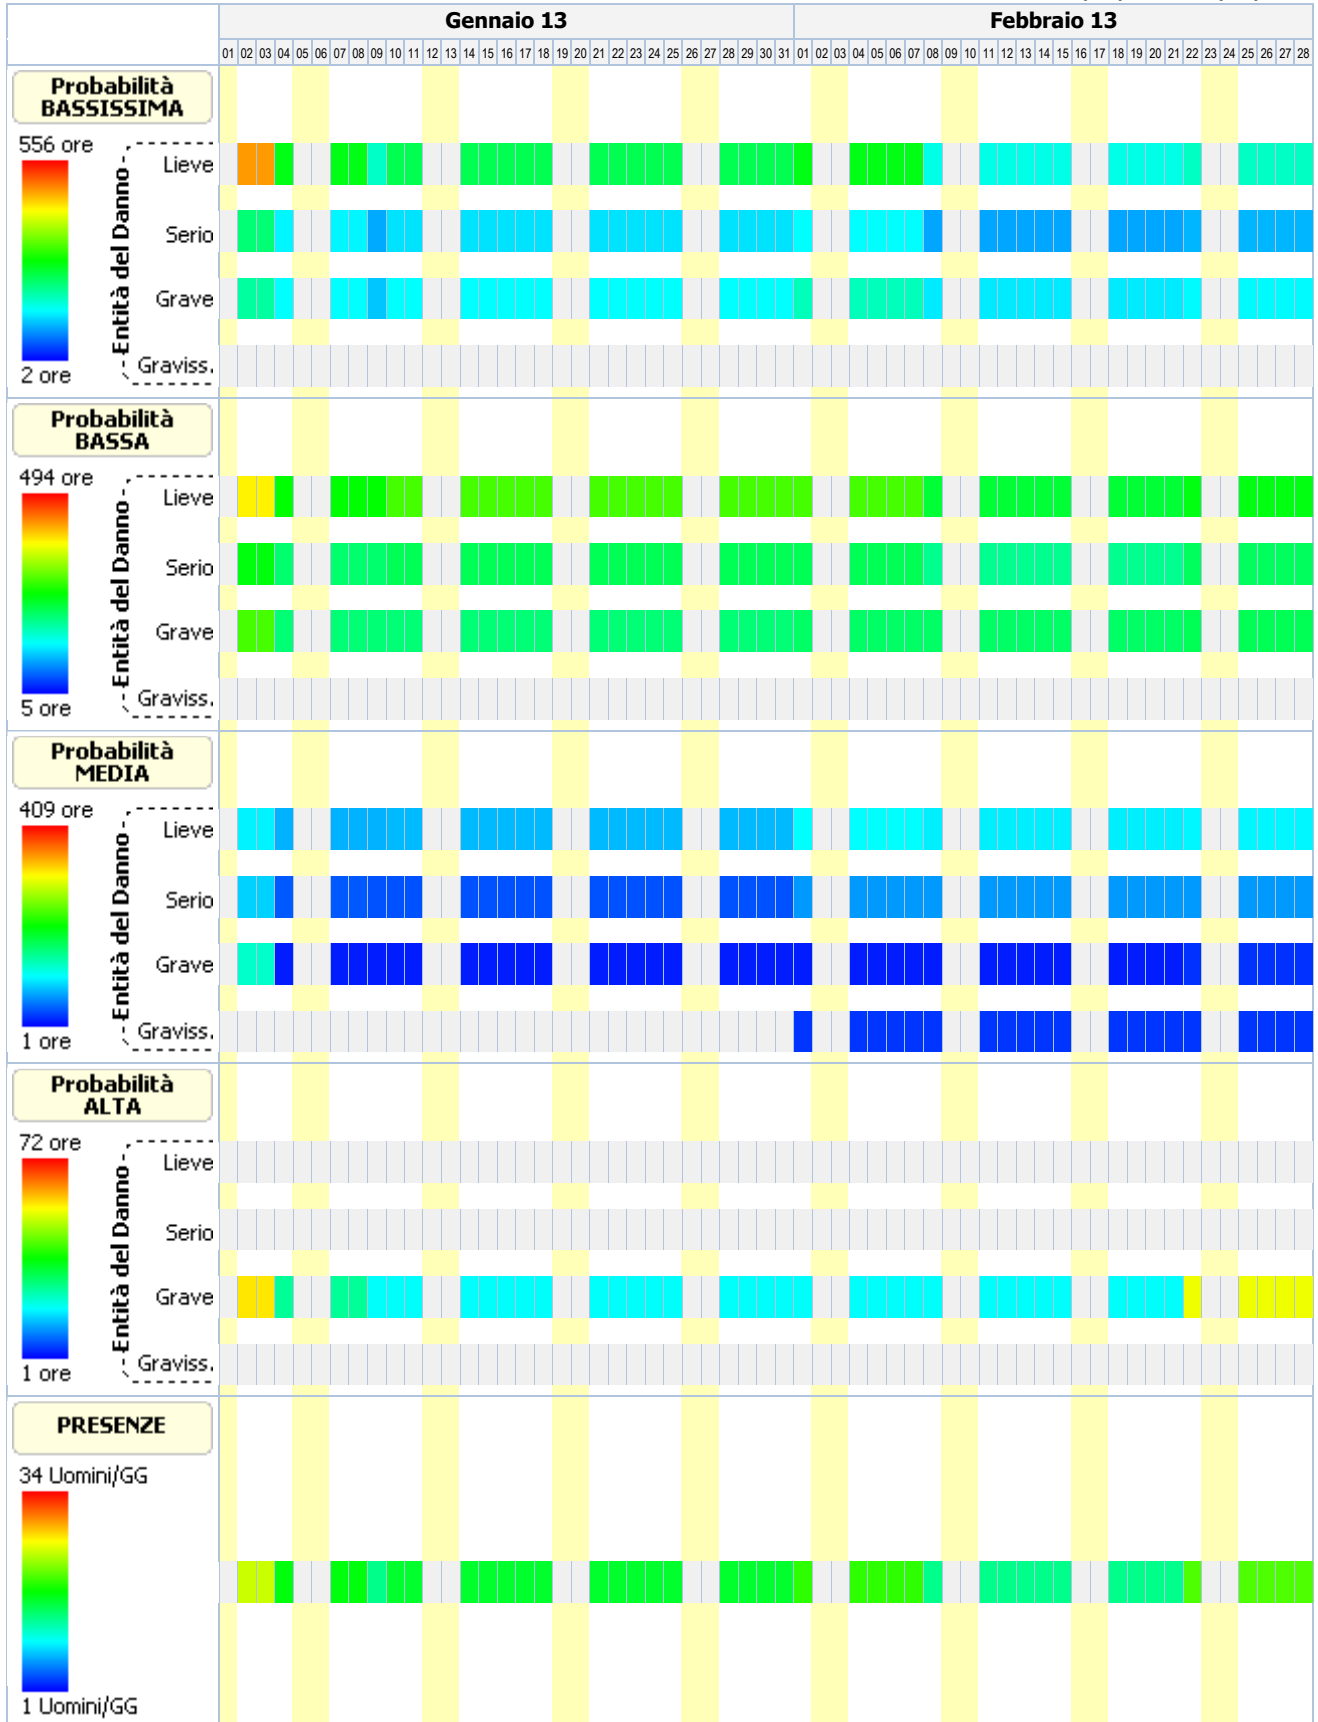 Gennaio 13 Febbraio 13
01 02 03 04 05 06 07 08 09 10 11 12 13 14 15 16 17 18 19 20 21 22 23 24 25 26 27 28 29 30 31 01 02 03 04 05 06 07 08 09 10 11 12 13 14 15 16 17 18 19 20 21 22 23 24 25 26 27 28
Probabilità
BASSISSIMA
556 ore
Entità del Danno
Lieve
Serio
Grave
Graviss.
2 ore
Probabilità
BASSA
494 ore
Entità del Danno
Lieve
Serio
Grave
Graviss.
5 ore
Probabilità
MEDIA
409 ore
Entità del Danno
Lieve
Serio
Grave
Graviss.
1 ore
Probabilità
ALTA
72 ore
Entità del Danno
Lieve
Serio
Grave
Graviss.
1 ore
PRESENZE
34 Uomini/GG
1 Uomini/GG